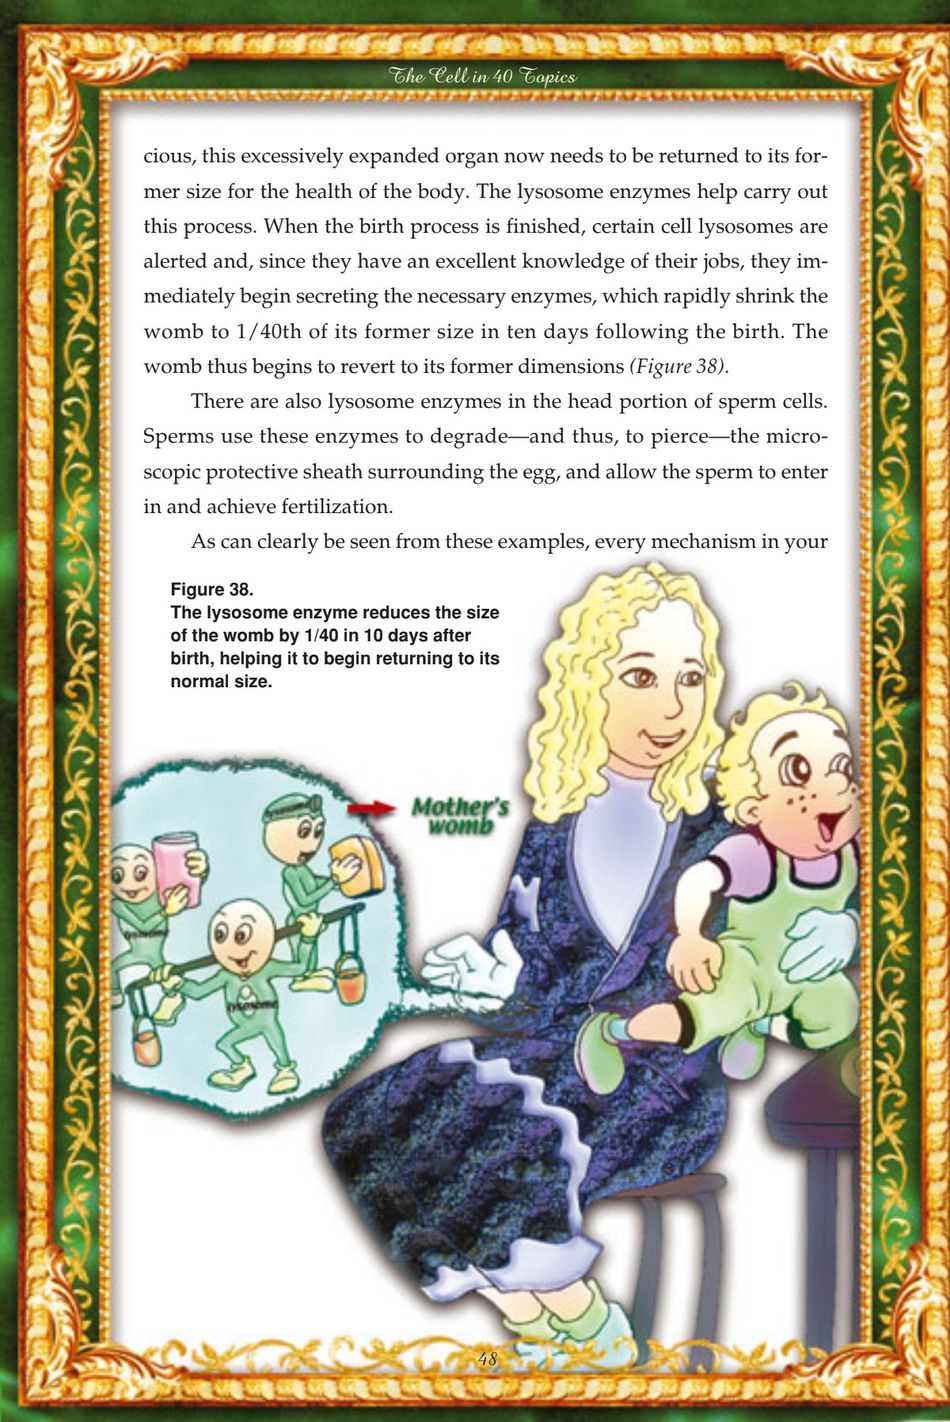 The Cell in 40 Topics
cious, this excessively expanded organ now needs to be returned to its for-
mer size for the health of the body. The lysosome enzymes help carry out
this process. When the birth process is finished, certain cell lysosomes are
alerted and, since they have an excellent knowledge of their jobs, they im-
mediately begin secreting the necessary enzymes, which rapidly shrink the
womb to 1/40th of its former size in ten days following the birth. The
womb thus begins to revert to its former dimensions (Figure 38).
There are also lysosome enzymes in the head portion of sperm cells.
Sperms use these enzymes to degrade—and thus, to pierce—the micro-
scopic protective sheath surrounding the egg, and allow the sperm to enter
in and achieve fertilization.
As can clearly be seen from these examples, every mechanism in your
Figure 38.
The lysosome enzyme reduces the size
of the womb by 1/40 in 10 days after
birth, helping it to begin returning to its
normal size.
Mother's
womb
lysosome
lysosome
lysosome
48